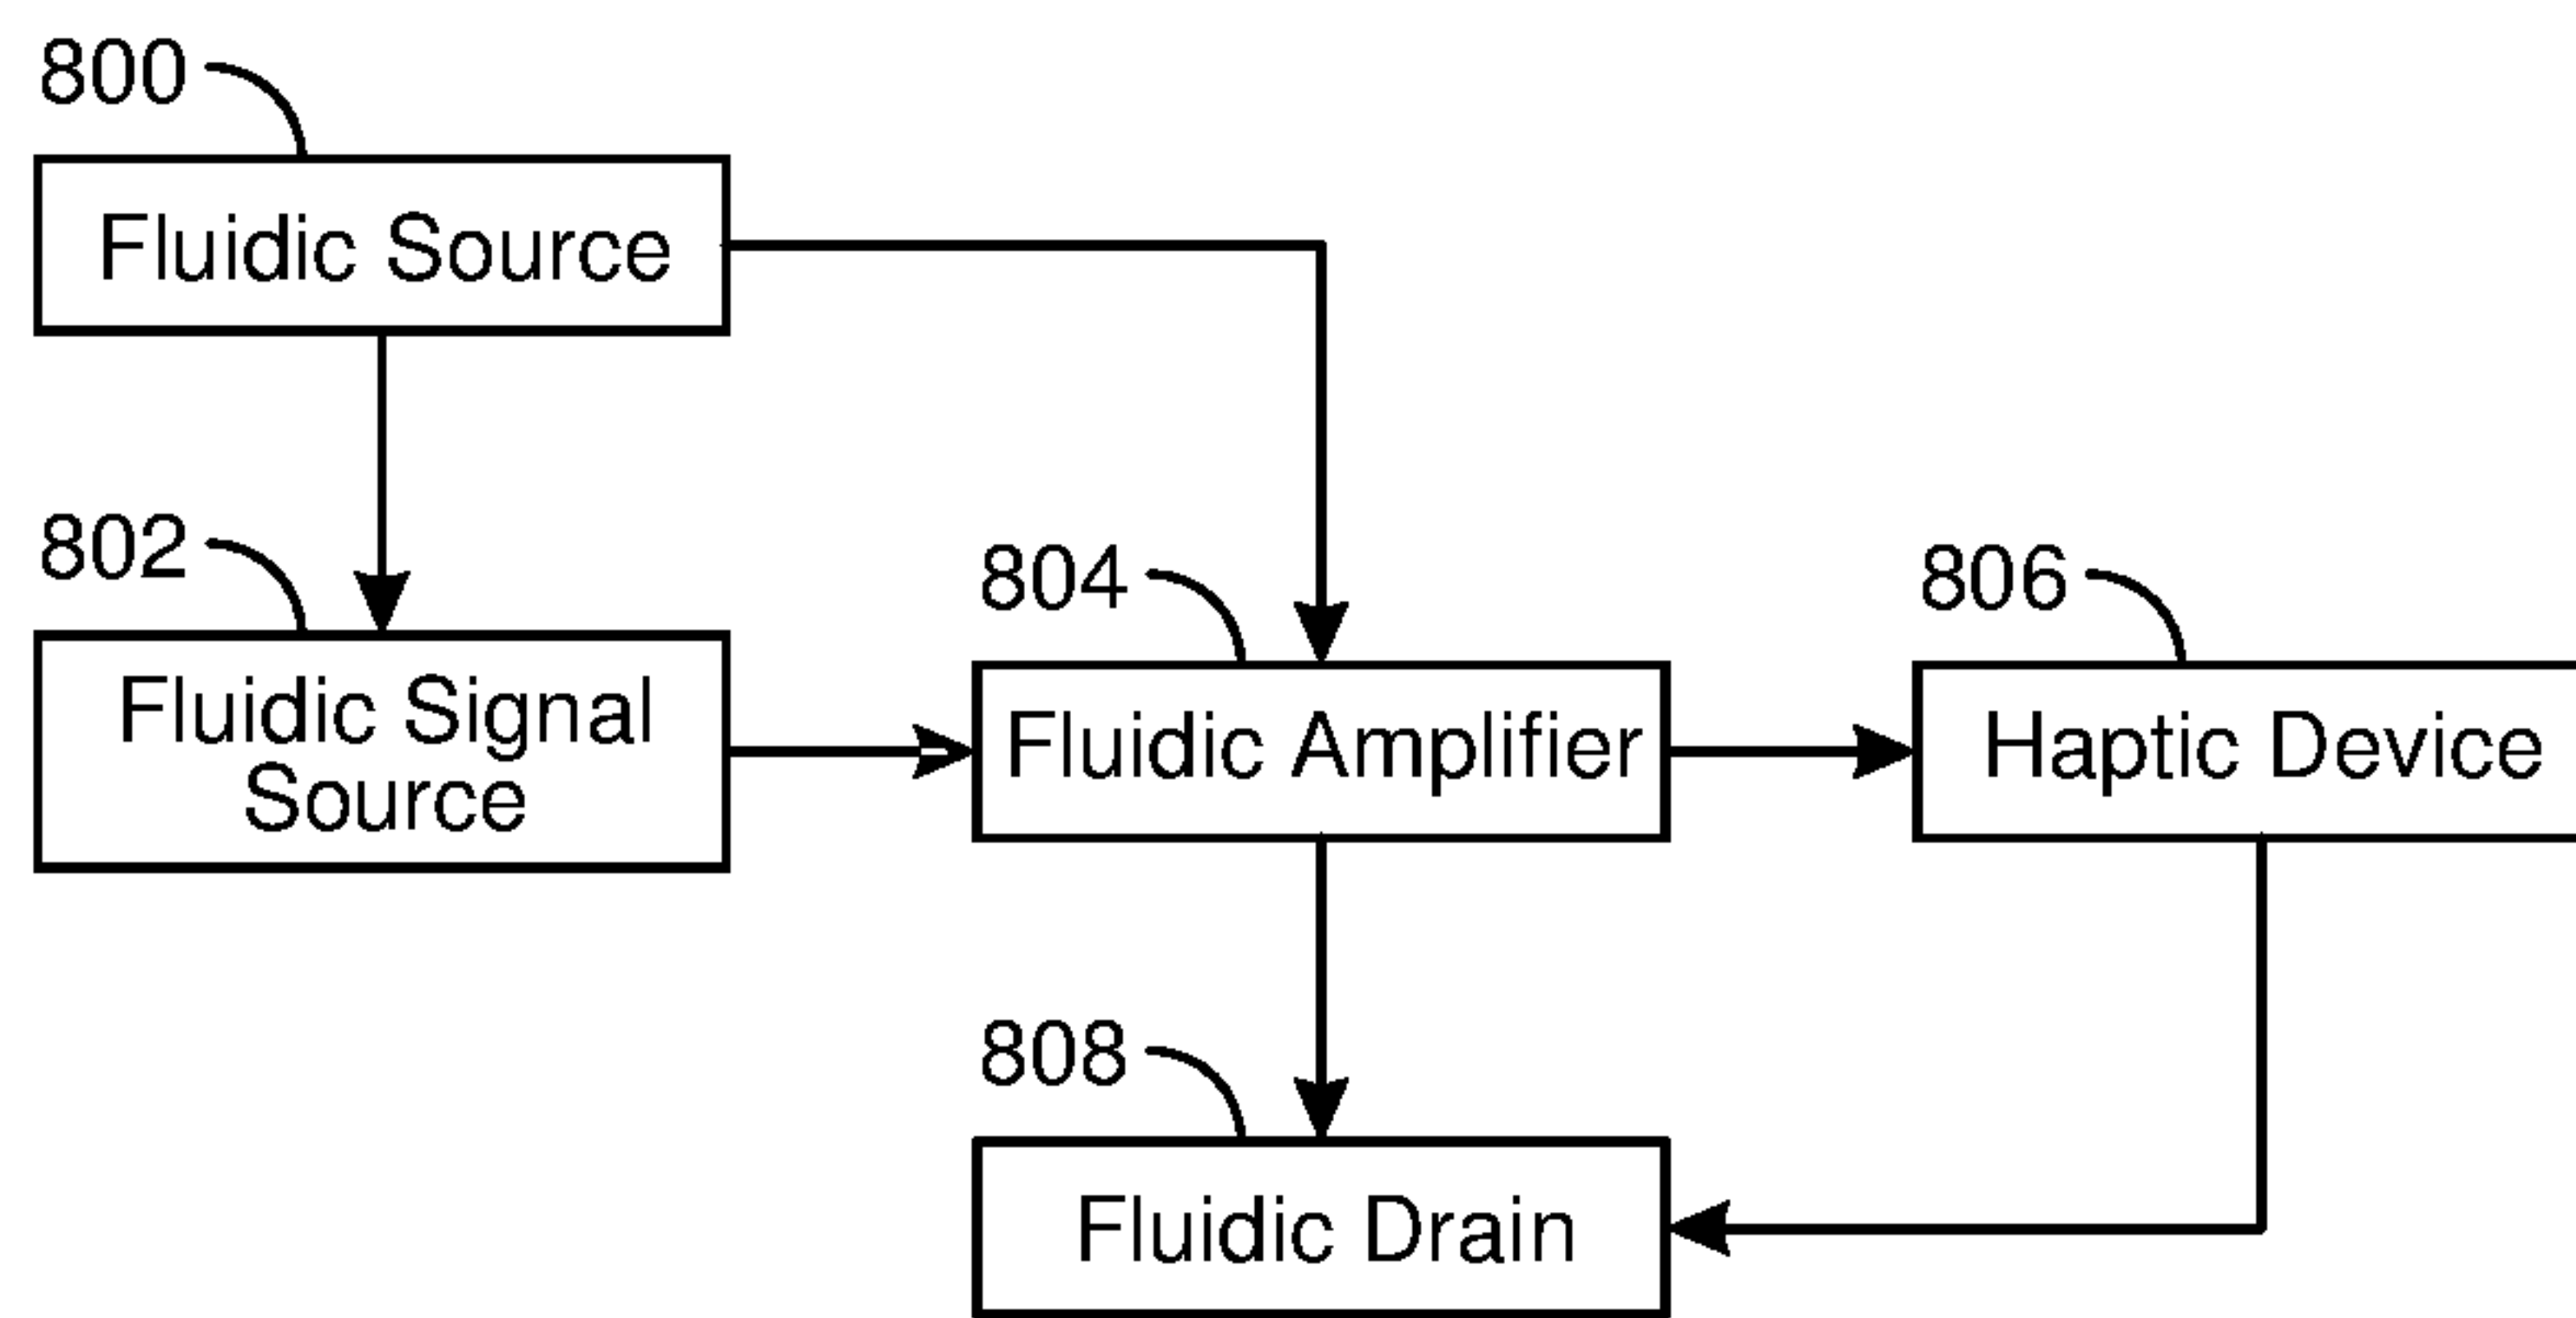 800
Fluidic Source
802
Fluidic Signal
Source
804
Fluidic Amplifier
806
Haptic Device
808
Fluidic Drain